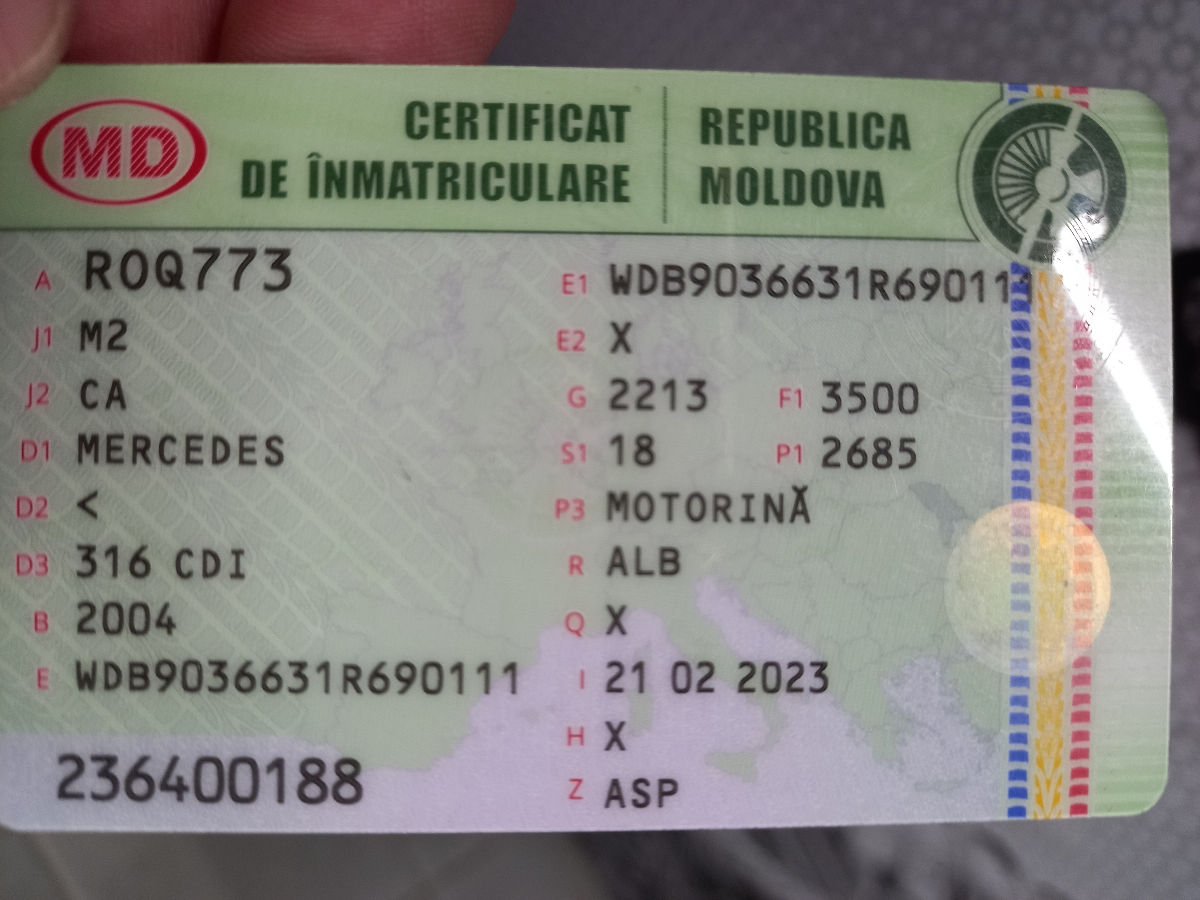 MD
CERTIFICAT
DE ÎNMATRICULARE
REPUBLICA
MOLDOVA
A ROQ773
E1 WDB9036631R690111
J1 M2
E2 X
J2 CA
G 2213 F1 3500
D1 MERCEDES
S1 18 P1 2685
D2 <
P3 MOTORINĂ
D3 316 CDI
R ALB
B 2004
Q X
E WDB9036631R690111
I 21 02 2023
H X
236400188
Z ASP